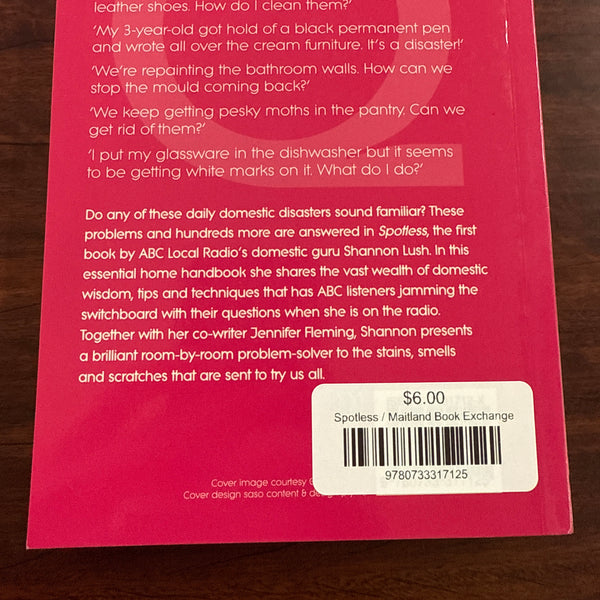 leather shoes. How do I clean them?'
'My 3-year-old got hold of a black permanent pen
and wrote all over the cream furniture. It's a disaster!'
'We're repainting the bathroom walls. How can we
stop the mould coming back?'
'We keep getting pesky moths in the pantry. Can we
get rid of them?'
'I put my glassware in the dishwasher but it seems
to be getting white marks on it. What do I do?'
Do any of these daily domestic disasters sound familiar? These
problems and hundreds more are answered in Spotless, the first
book by ABC Local Radio's domestic guru Shannon Lush. In this
essential home handbook she shares the vast wealth of domestic
wisdom, tips and techniques that has ABC listeners jamming the
switchboard with their questions when she is on the radio.
Together with her co-writer Jennifer Fleming, Shannon presents
a brilliant room-by-room problem-solver to the stains, smells
and scratches that are sent to try us all.
$6.00
Spotless / Maitland Book Exchange
9780733317125
Cover image courtesy
Cover design saso content &